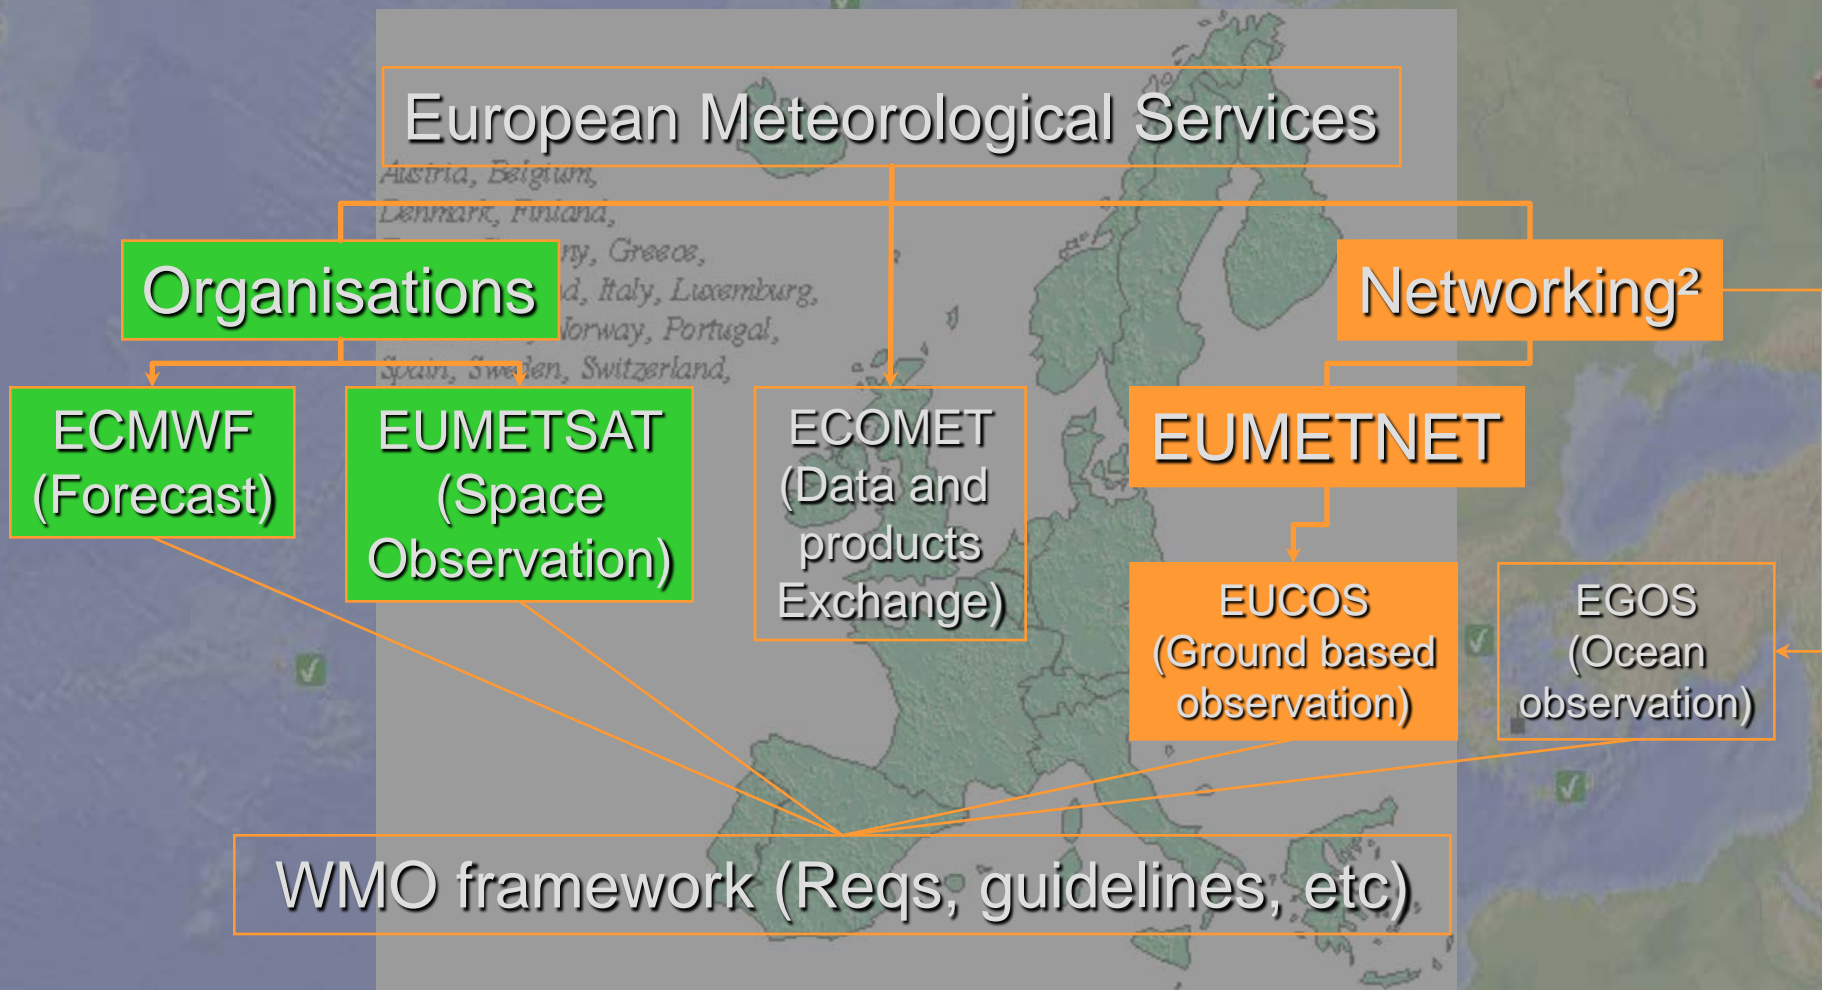 European Meteorological Services
Austria, Belgium,
Denmark, Finland,
Greece,
Italy, Luxemburg,
Norway, Portugal,
Spain, Sweden, Switzerland,
Organisations
Networking²
ECMWF
(Forecast)
EUMETSAT
(Space
Observation)
ECOMET
(Data and
products
Exchange)
EUMETNET
EUCOS
(Ground based
observation)
EGOS
(Ocean
observation)
WMO framework (Reqs, guidelines, etc)